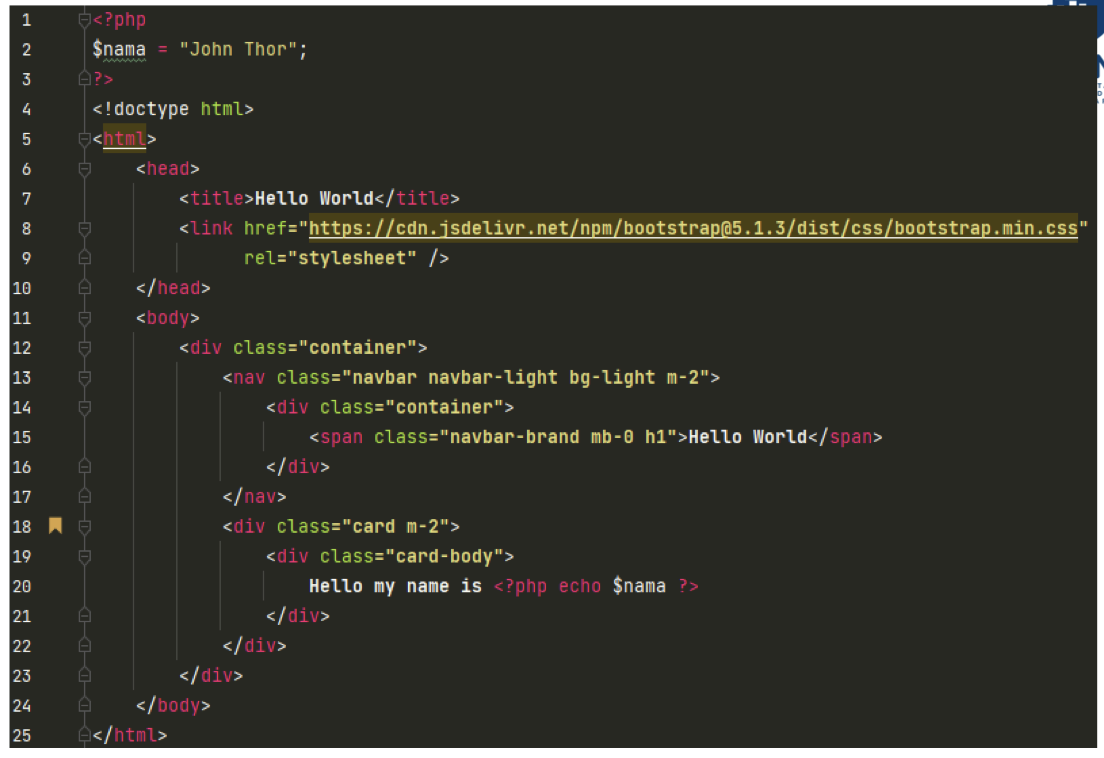 1 <?php
2 $nama = "John Thor";
3 ?>
4 <!doctype html>
5 <html>
6     <head>
7         <title>Hello World</title>
8         <link href="https://cdn.jsdelivr.net/npm/bootstrap@5.1.3/dist/css/bootstrap.min.css"
9               rel="stylesheet" />
10     </head>
11     <body>
12         <div class="container">
13             <nav class="navbar navbar-light bg-light m-2">
14                 <div class="container">
15                     <span class="navbar-brand mb-0 h1">Hello World</span>
16                 </div>
17             </nav>
18             <div class="card m-2">
19                 <div class="card-body">
20                     Hello my name is <?php echo $nama ?>
21                 </div>
22             </div>
23         </div>
24     </body>
25 </html>